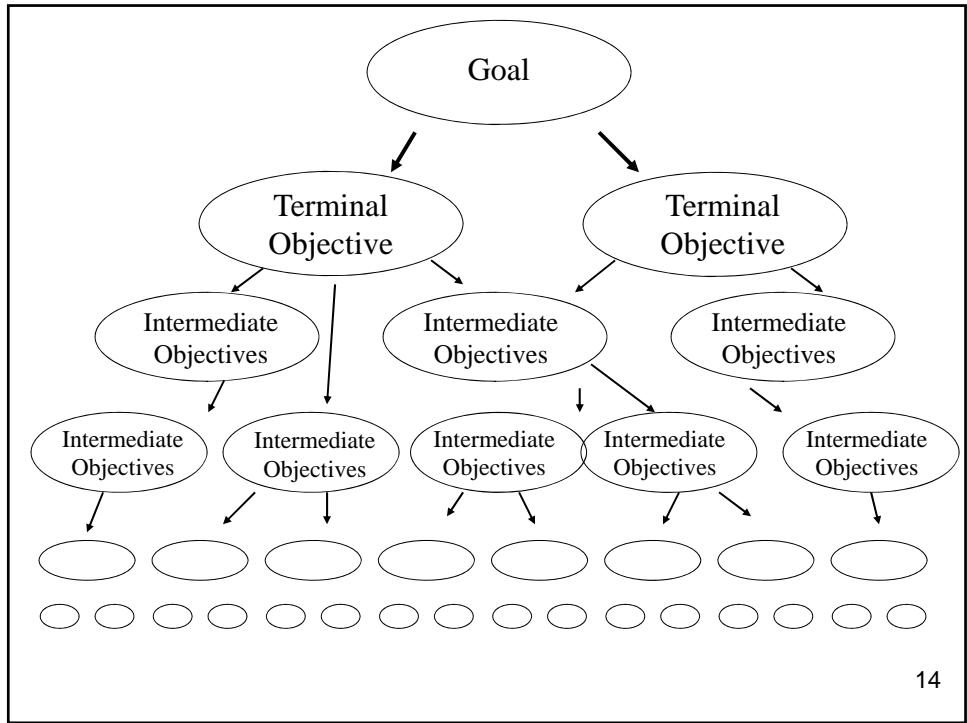 Goal
Terminal
Objective
Terminal
Objective
Intermediate
Objectives
Intermediate
Objectives
Intermediate
Objectives
Intermediate
Objectives
Intermediate
Objectives
Intermediate
Objectives
Intermediate
Objectives
Intermediate
Objectives
14